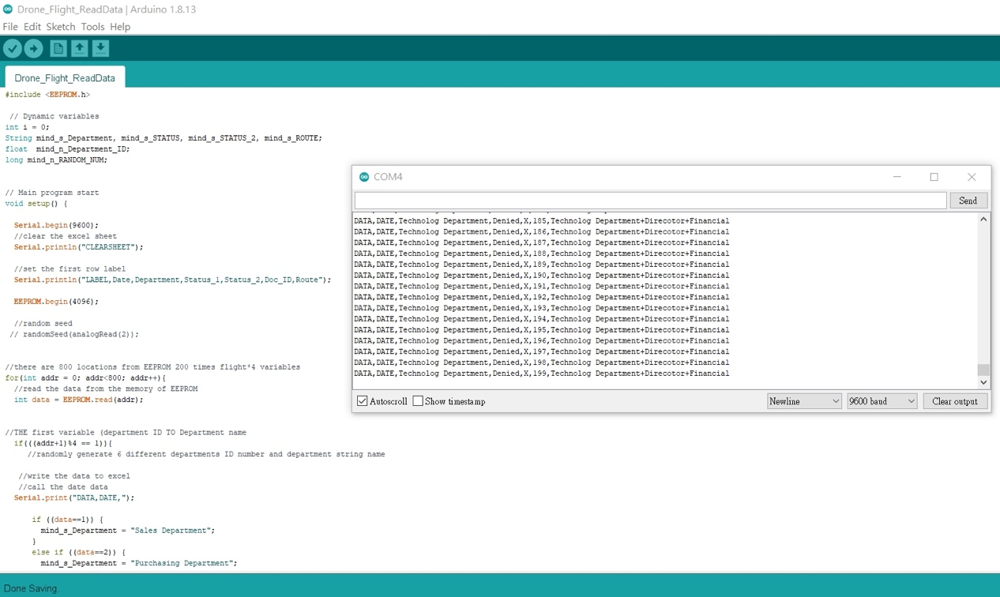 Drone_Flight_ReadData | Arduino 1.8.13
File Edit Sketch Tools Help
Drone_Flight_ReadData
#include <EEPROM.h>
// Dynamic variables
int i = 0;
String mind_s_Department, mind_s_STATUS, mind_s_STATUS_2, mind_s_ROUTE;
float mind_n_Department_ID;
long mind_n_RANDOM_NUM;
// Main program start
void setup() {
Serial.begin(9600);
//clear the excel sheet
Serial.println("CLEARSHEET");
//set the first row label
Serial.println("LABEL,Date,Department,Status_1,Status_2,Doc_ID,Route");
EEPROM.begin(4096);
//random seed
// randomSeed(analogRead(2));
//there are 800 locations from EEPROM 200 times flight*4 variables
for(int addr = 0; addr<800; addr++){
//read the data from the memory of EEPROM
int data = EEPROM.read(addr);
//THE first variable (department ID TO Department name
if(((addr+1)%4 == 1)){
//randomly generate 6 different departments ID number and department string name
//write the data to excel
//call the date data
Serial.print("DATA,DATE,");
if ((data==1)) {
mind_s_Department = "Sales Department";
}
else if ((data==2)) {
mind_s_Department = "Purchasing Department";
Done Saving.
COM4
Send
DATA,DATE,Technolog Department,Denied,X,185,Technolog Department+Direcotor+Financial
DATA,DATE,Technolog Department,Denied,X,186,Technolog Department+Direcotor+Financial
DATA,DATE,Technolog Department,Denied,X,187,Technolog Department+Direcotor+Financial
DATA,DATE,Technolog Department,Denied,X,188,Technolog Department+Direcotor+Financial
DATA,DATE,Technolog Department,Denied,X,189,Technolog Department+Direcotor+Financial
DATA,DATE,Technolog Department,Denied,X,190,Technolog Department+Direcotor+Financial
DATA,DATE,Technolog Department,Denied,X,191,Technolog Department+Direcotor+Financial
DATA,DATE,Technolog Department,Denied,X,192,Technolog Department+Direcotor+Financial
DATA,DATE,Technolog Department,Denied,X,193,Technolog Department+Direcotor+Financial
DATA,DATE,Technolog Department,Denied,X,194,Technolog Department+Direcotor+Financial
DATA,DATE,Technolog Department,Denied,X,195,Technolog Department+Direcotor+Financial
DATA,DATE,Technolog Department,Denied,X,196,Technolog Department+Direcotor+Financial
DATA,DATE,Technolog Department,Denied,X,197,Technolog Department+Direcotor+Financial
DATA,DATE,Technolog Department,Denied,X,198,Technolog Department+Direcotor+Financial
DATA,DATE,Technolog Department,Denied,X,199,Technolog Department+Direcotor+Financial
Autoscroll Show timestamp Newline 9600 baud Clear output